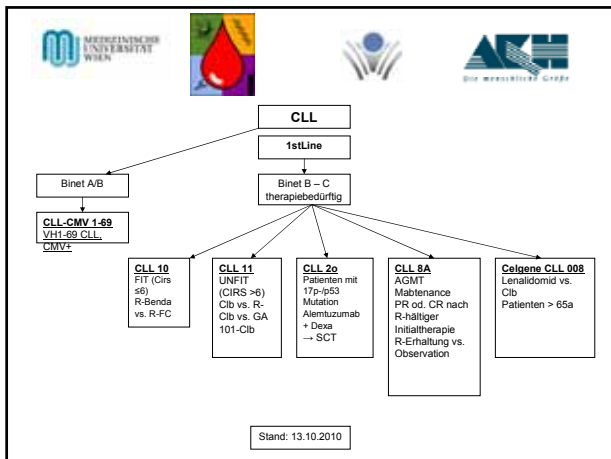 MEDIZINISCHE
UNIVERSITÄT
WIEN
AKH
Die menschliche Größe
CLL
1stLine
Binet A/B
Binet B – C
therapiebedürftig
CLL-CMV 1-69
VH1-69 CLL,
CMV+
CLL 10
FIT (Cirs
≤6)
R-Benda
vs. R-FC
CLL 11
UNFIT
(CIRS >6)
Clb vs. R-
Clb vs. GA
101-Clb
CLL 2o
Patienten mit
17p-/p53
Mutation
Alemtuzumab
+ Dexa
→ SCT
CLL 8A
AGMT
Mabtenance
PR od. CR nach
R-hältiger
Initialtherapie
R-Erhaltung vs.
Observation
Celgene CLL 008
Lenalidomid vs.
Clb
Patienten > 65a
Stand: 13.10.2010